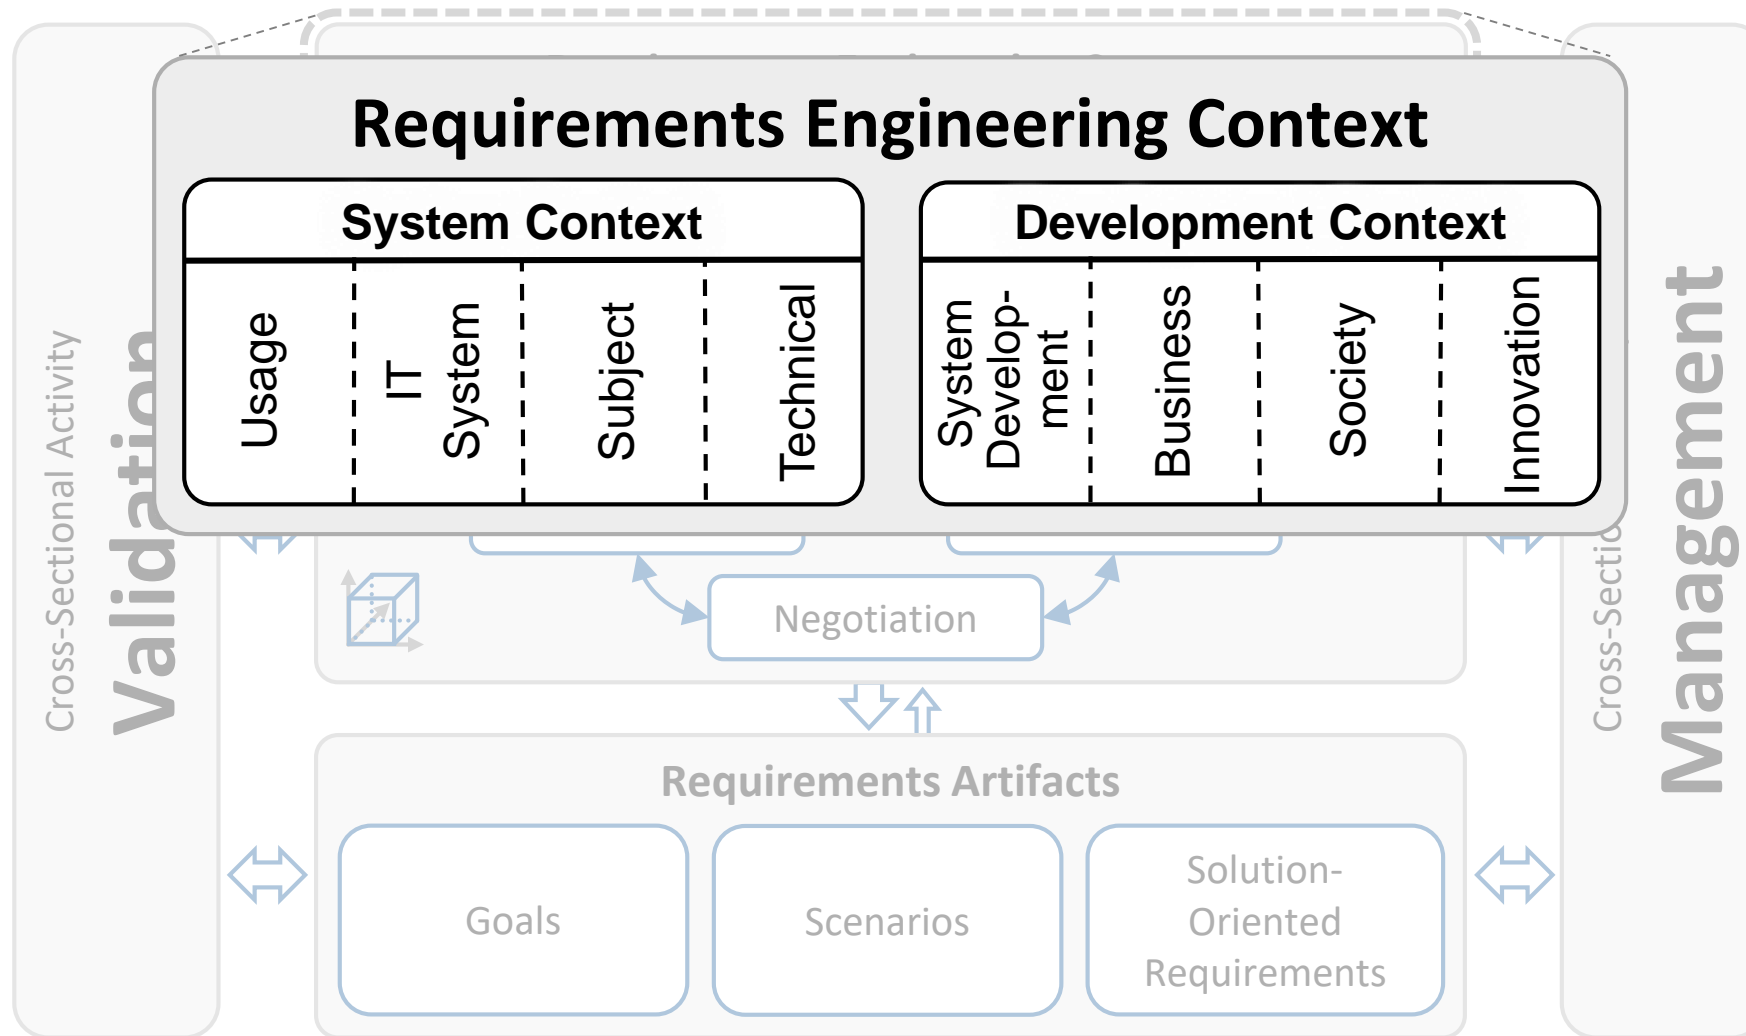 Requirements Engineering Context
System Context
Usage
IT
System
Subject
Technical
Development Context
System
Develop-
ment
Business
Society
Innovation
Cross-Sectional Activity
Validation
Negotiation
Requirements Artifacts
Goals
Scenarios
Solution-
Oriented
Requirements
Management